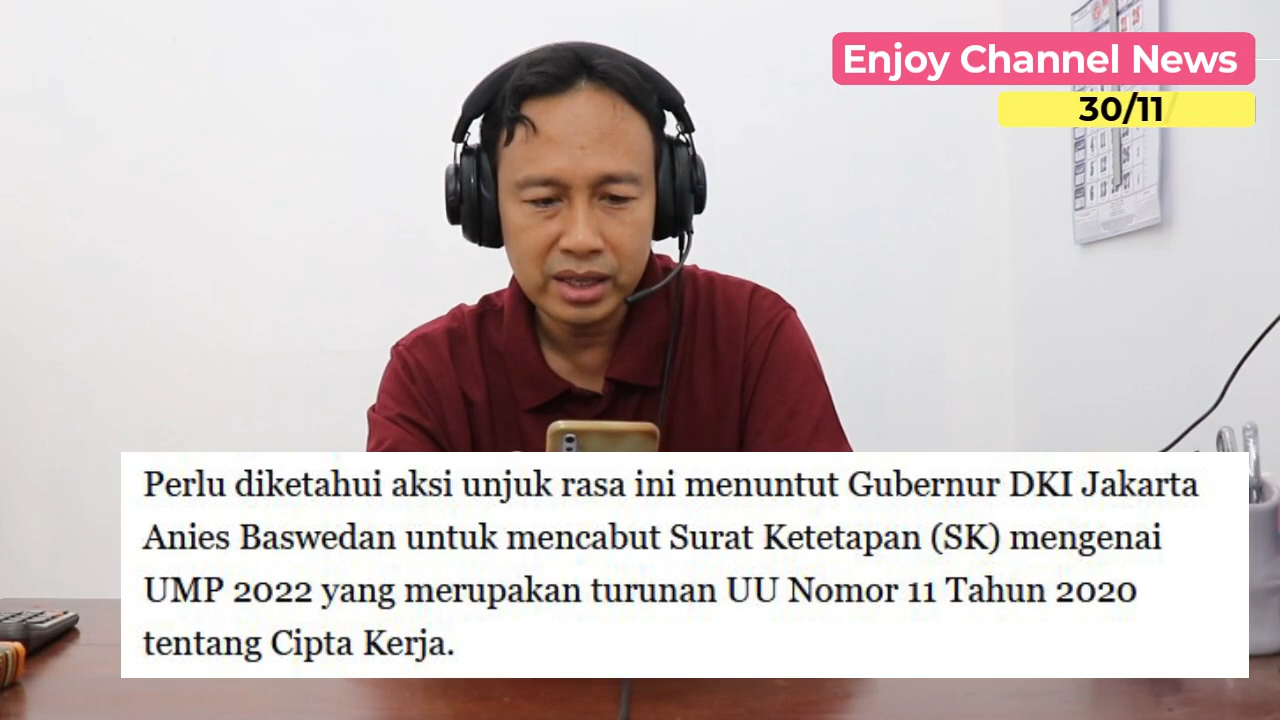 Enjoy Channel News
30/11
Perlu diketahui aksi unjuk rasa ini menuntut Gubernur DKI Jakarta
Anies Baswedan untuk mencabut Surat Ketetapan (SK) mengenai
UMP 2022 yang merupakan turunan UU Nomor 11 Tahun 2020
tentang Cipta Kerja.